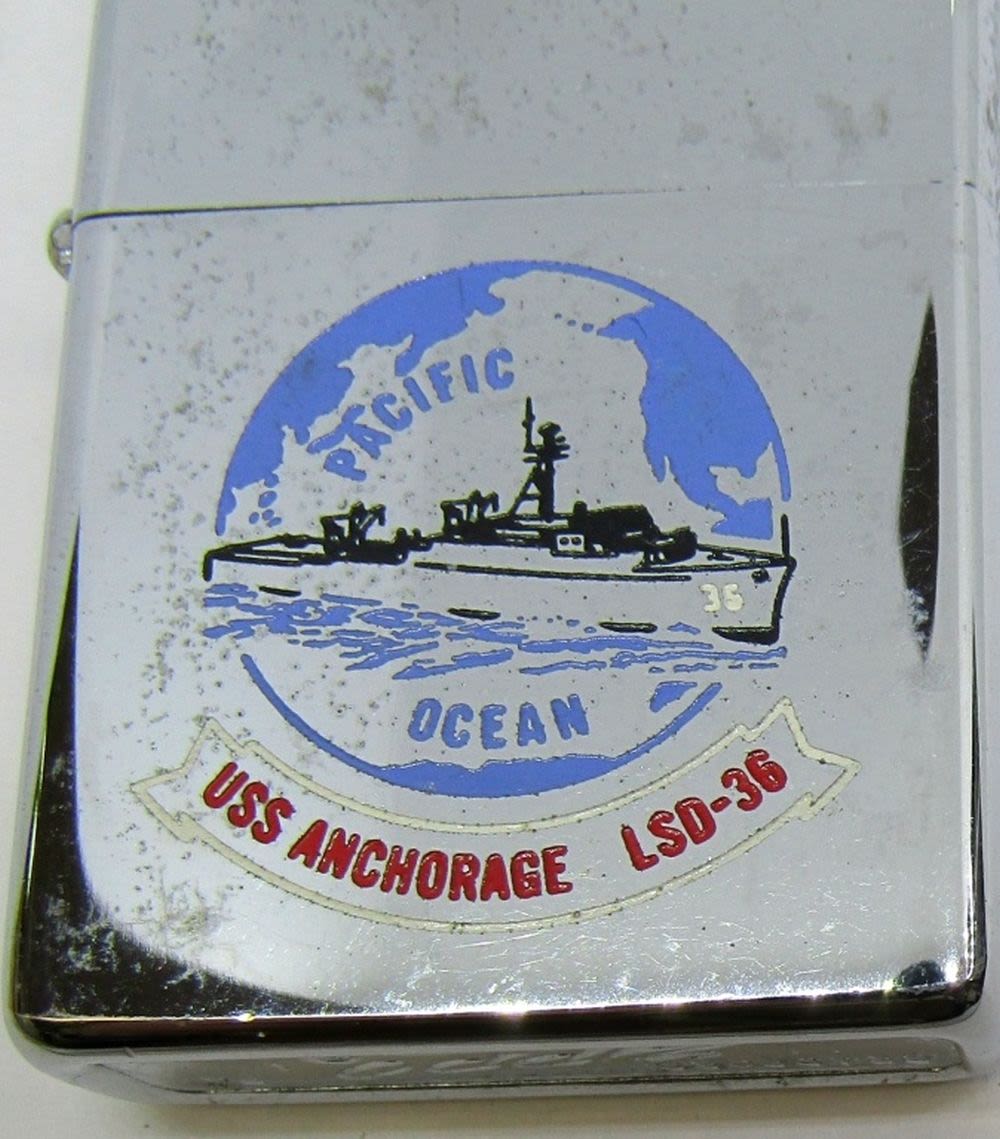 PACIFIC
36
OCEAN
USS ANCHORAGE LSD-36